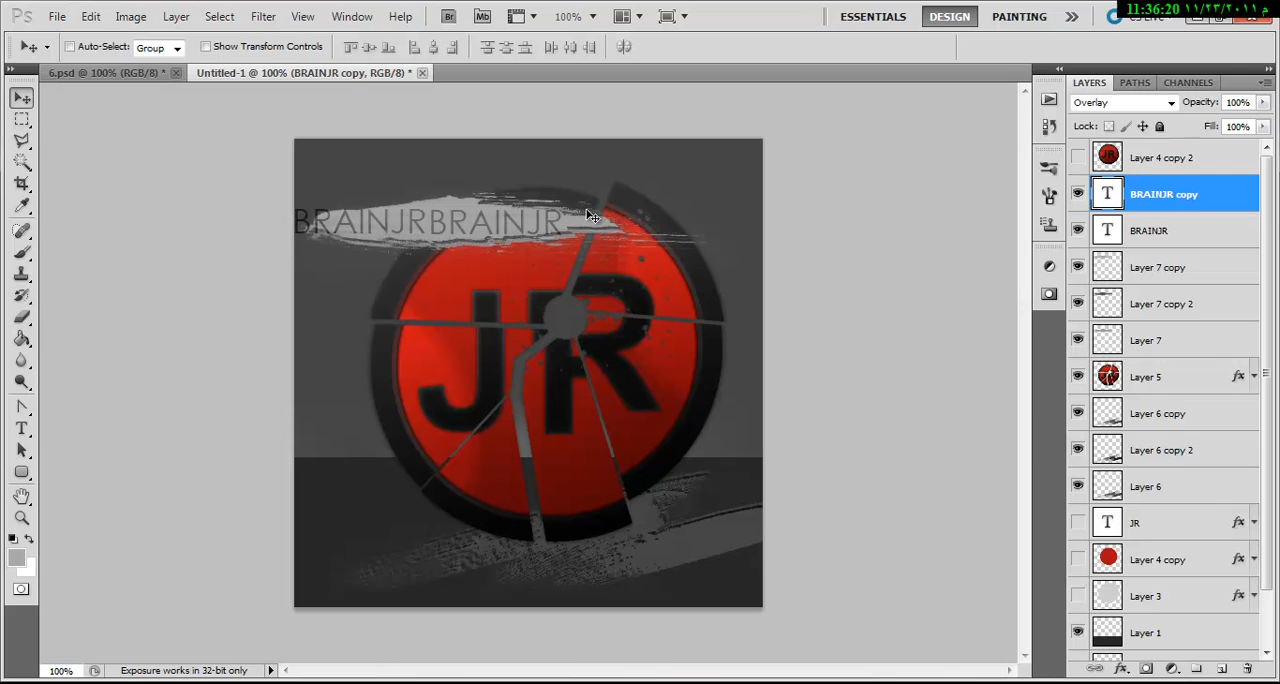 11:36:20 ١١/٢٣/٢٠١١ م
Ps File Edit Image Layer Select Filter View Window Help Br Mb 100% ESSENTIALS DESIGN PAINTING
Auto-Select: Group Show Transform Controls
6.psd @ 100% (RGB/8) * Untitled-1 @ 100% (BRAINJR copy, RGB/8) *
LAYERS PATHS CHANNELS
Overlay Opacity: 100%
Lock: Fill: 100%
JR Layer 4 copy 2
T BRAINJR copy
T BRAINJR
Layer 7 copy
Layer 7 copy 2
Layer 7
Layer 5 fx
Layer 6 copy
Layer 6 copy 2
Layer 6
T JR fx
Layer 4 copy fx
Layer 3 fx
Layer 1
BRAINJRBRAINJR
JR
100% Exposure works in 32-bit only